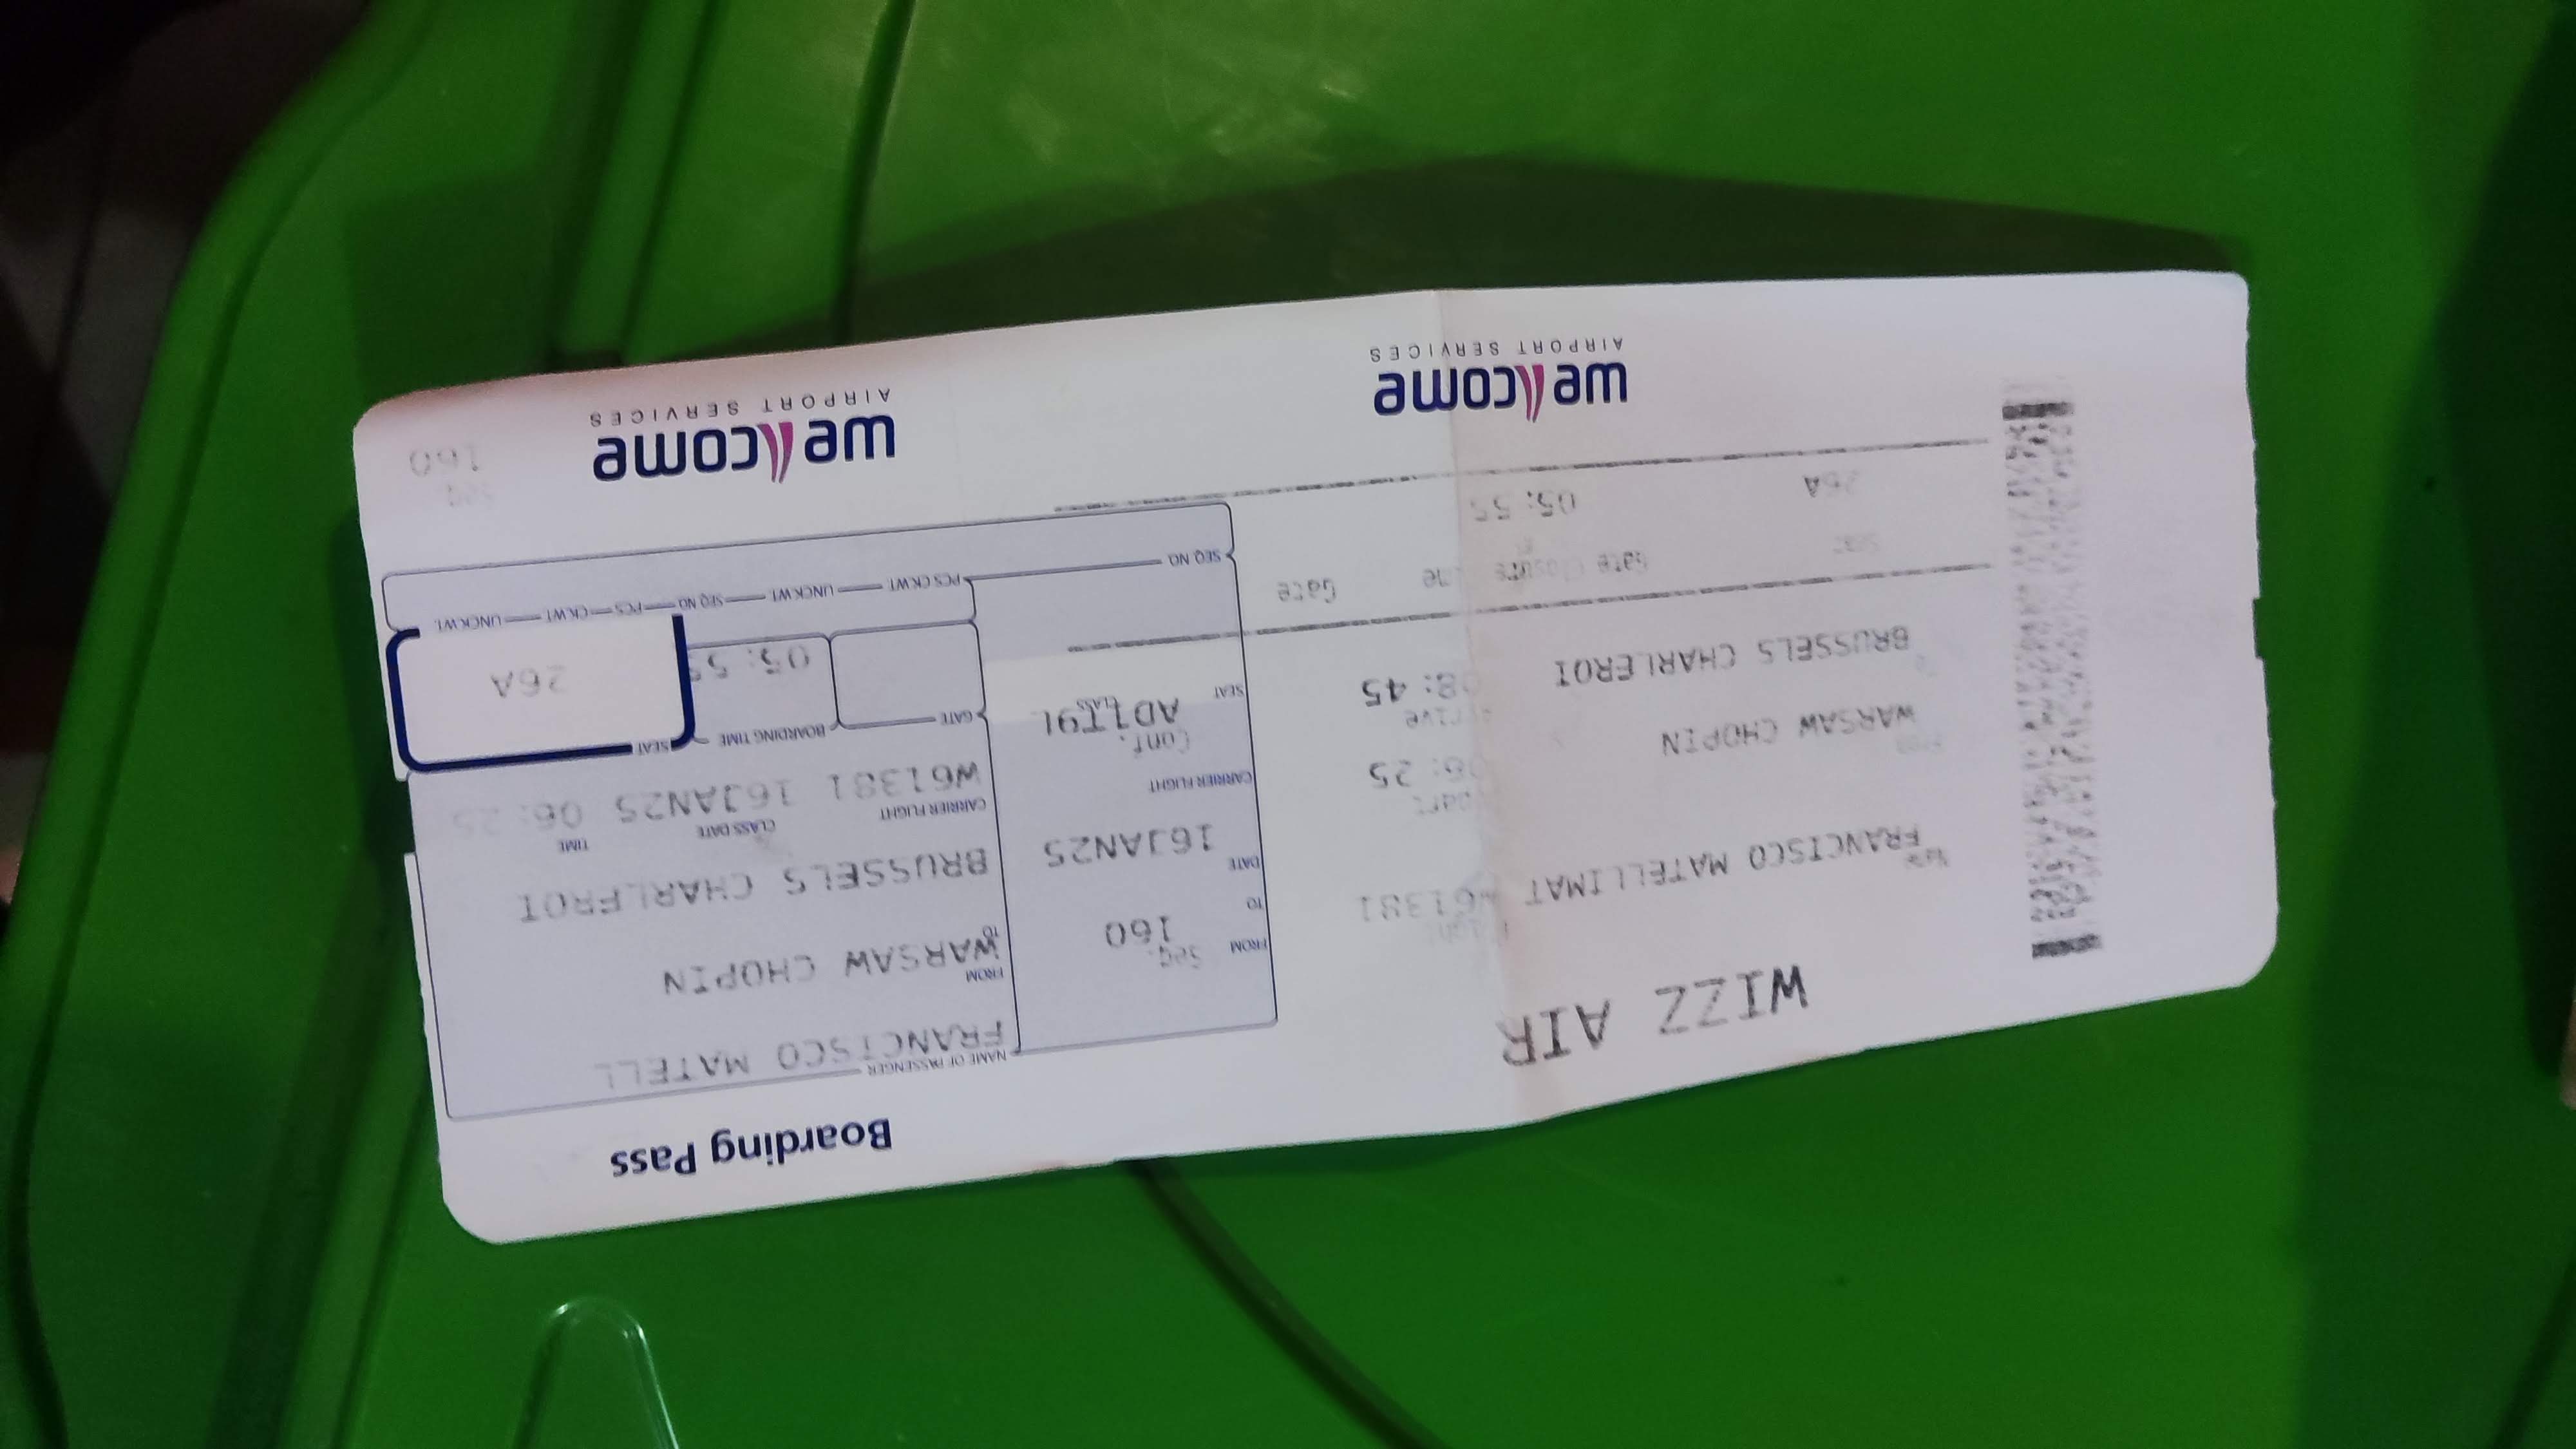 WIZZ AIR
FRANCISCO MATELLIMAT W61381
WARSAW CHOPIN 06:25
BRUSSELS CHARLEROI 08:45
Seat Gate Closure Gate
26A 05:55
we//come
AIRPORT SERVICES
FROM Seq.
160
TO
DATE
16JAN25
CARRIER FLIGHT
Conf.
SEAT CLASS
SEQ NO
Boarding Pass
NAME OF PASSENGER
FRANCISCO MATELL
FROM
WARSAW CHOPIN
TO
BRUSSELS CHARLEROI
CARRIER FLIGHT CLASS DATE TIME
W61381 16JAN25 06:25
GATE BOARDING TIME SEAT
05:55 26A
PCS CK.WT. UNCK.WT. SEQ NO PCS CK.WT. UNCK.WT.
we//come
AIRPORT SERVICES
Seq
160